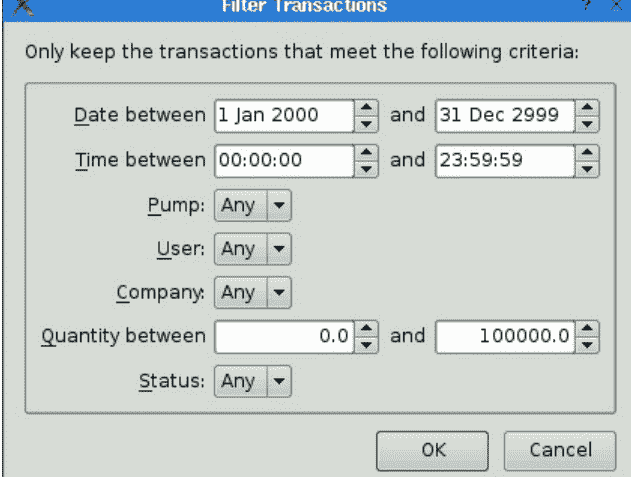 Filter Transactions
Only keep the transactions that meet the following criteria:
Date between 1 Jan 2000 and 31 Dec 2999
Time between 00:00:00 and 23:59:59
Pump: Any
User: Any
Company: Any
Quantity between 0.0 and 100000.0
Status: Any
OK Cancel